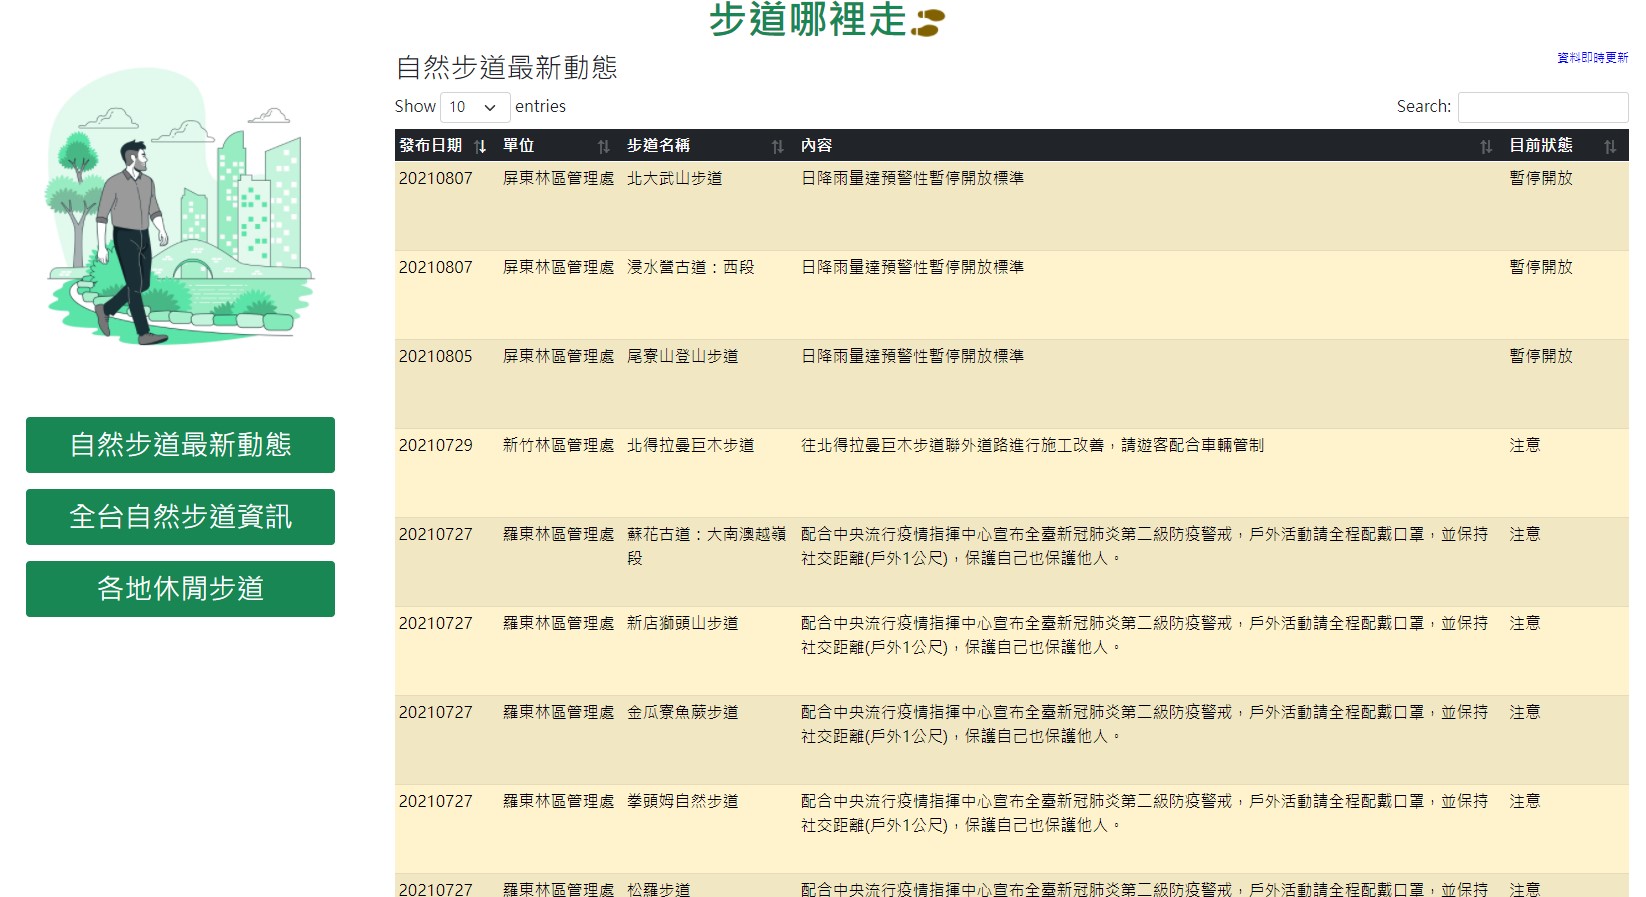 步道哪裡走
自然步道最新動態
資料即時更新
Show 10 entries
Search:
發布日期 單位 步道名稱 內容 目前狀態
20210807 屏東林區管理處 北大武山步道 日降雨量達預警性暫停開放標準 暫停開放
20210807 屏東林區管理處 浸水營古道：西段 日降雨量達預警性暫停開放標準 暫停開放
20210805 屏東林區管理處 尾寮山登山步道 日降雨量達預警性暫停開放標準 暫停開放
20210729 新竹林區管理處 北得拉曼巨木步道 往北得拉曼巨木步道聯外道路進行施工改善，請遊客配合車輛管制 注意
20210727 羅東林區管理處 蘇花古道：大南澳越嶺 配合中央流行疫情指揮中心宣布全臺新冠肺炎第二級防疫警戒，戶外活動請全程配戴口罩，並保持 注意
段 社交距離(戶外1公尺)，保護自己也保護他人。
20210727 羅東林區管理處 新店獅頭山步道 配合中央流行疫情指揮中心宣布全臺新冠肺炎第二級防疫警戒，戶外活動請全程配戴口罩，並保持 注意
社交距離(戶外1公尺)，保護自己也保護他人。
20210727 羅東林區管理處 金瓜寮魚蕨步道 配合中央流行疫情指揮中心宣布全臺新冠肺炎第二級防疫警戒，戶外活動請全程配戴口罩，並保持 注意
社交距離(戶外1公尺)，保護自己也保護他人。
20210727 羅東林區管理處 拳頭姆自然步道 配合中央流行疫情指揮中心宣布全臺新冠肺炎第二級防疫警戒，戶外活動請全程配戴口罩，並保持 注意
社交距離(戶外1公尺)，保護自己也保護他人。
20210727 羅東林區管理處 松羅步道 配合中央流行疫情指揮中心宣布全臺新冠肺炎第二級防疫警戒，戶外活動請全程配戴口罩，並保持 注意
自然步道最新動態
全台自然步道資訊
各地休閒步道